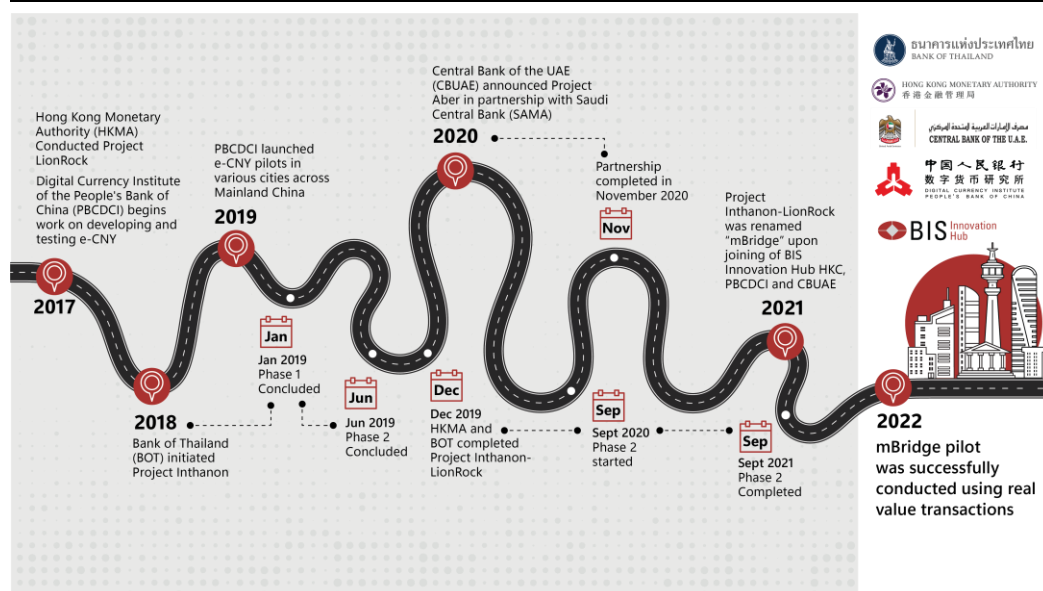 Hong Kong Monetary
Authority (HKMA)
Conducted Project
LionRock
Digital Currency Institute
of the People's Bank of
China (PBCDCI) begins
work on developing and
testing e-CNY
2017
2018
Bank of Thailand
(BOT) initiated
Project Inthanon
PBCDCI launched
e-CNY pilots in
various cities across
Mainland China
2019
Jan
Jan 2019
Phase 1
Concluded
Jun
Jun 2019
Phase 2
Concluded
Dec
Dec 2019
HKMA and
BOT completed
Project Inthanon-
LionRock
Central Bank of the UAE
(CBUAE) announced Project
Aber in partnership with Saudi
Central Bank (SAMA)
2020
Partnership
completed in
November 2020
Nov
Sep
Sept 2020
Phase 2
started
Project
Inthanon-LionRock
was renamed
"mBridge" upon
joining of BIS
Innovation Hub HKC,
PBCDCI and CBUAE
2021
Sep
Sept 2021
Phase 2
Completed
ธนาคารแห่งประเทศไทย
BANK OF THAILAND
HONG KONG MONETARY AUTHORITY
香港金融管理局
مصرف الإمارات العربية المتحدة المركزي
CENTRAL BANK OF THE U.A.E.
中国人民银行
数字货币研究所
DIGITAL CURRENCY INSTITUTE
PEOPLE'S BANK OF CHINA
BIS Innovation
Hub
2022
mBridge pilot
was successfully
conducted using real
value transactions